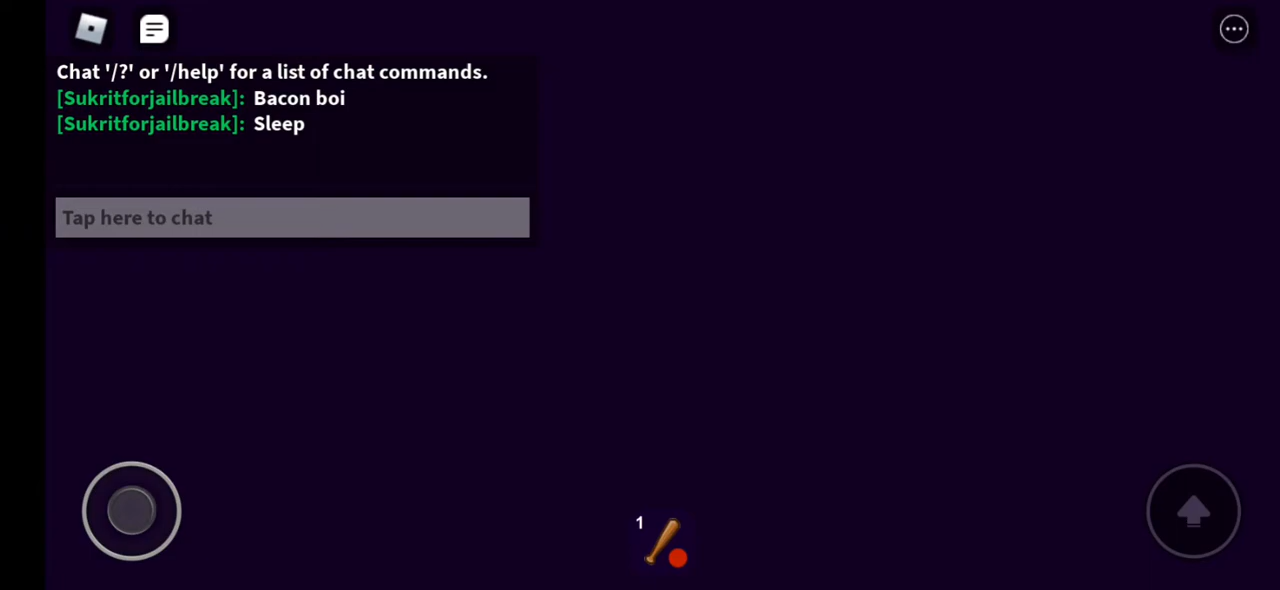 Chat '/?' or '/help' for a list of chat commands.
[Sukritforjailbreak]: Bacon boi
[Sukritforjailbreak]: Sleep
Tap here to chat
1